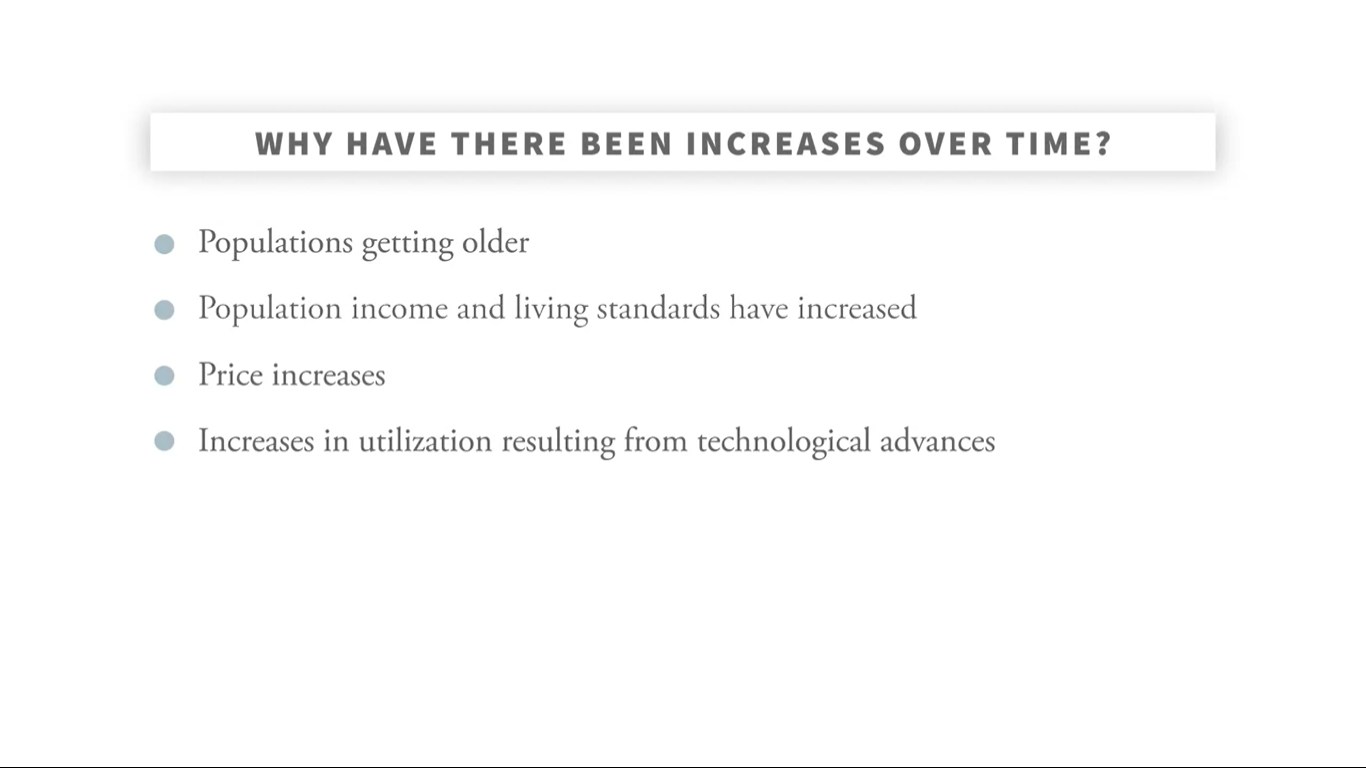 WHY HAVE THERE BEEN INCREASES OVER TIME?
Populations getting older
Population income and living standards have increased
Price increases
Increases in utilization resulting from technological advances